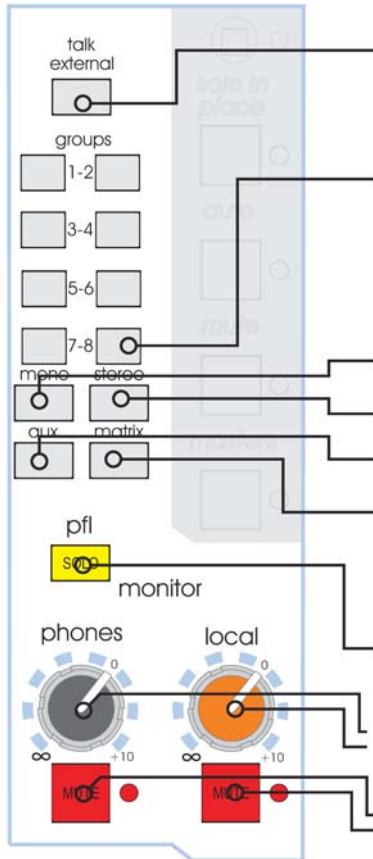 talk
external
solo in
place
groups
1-2
auto
3-4
5-6
mute
7-8
mono stereo
masters
aux matrix
pfl
SOLO
monitor
phones local
0 0
∞ +10 ∞ +10
MUTE MUTE